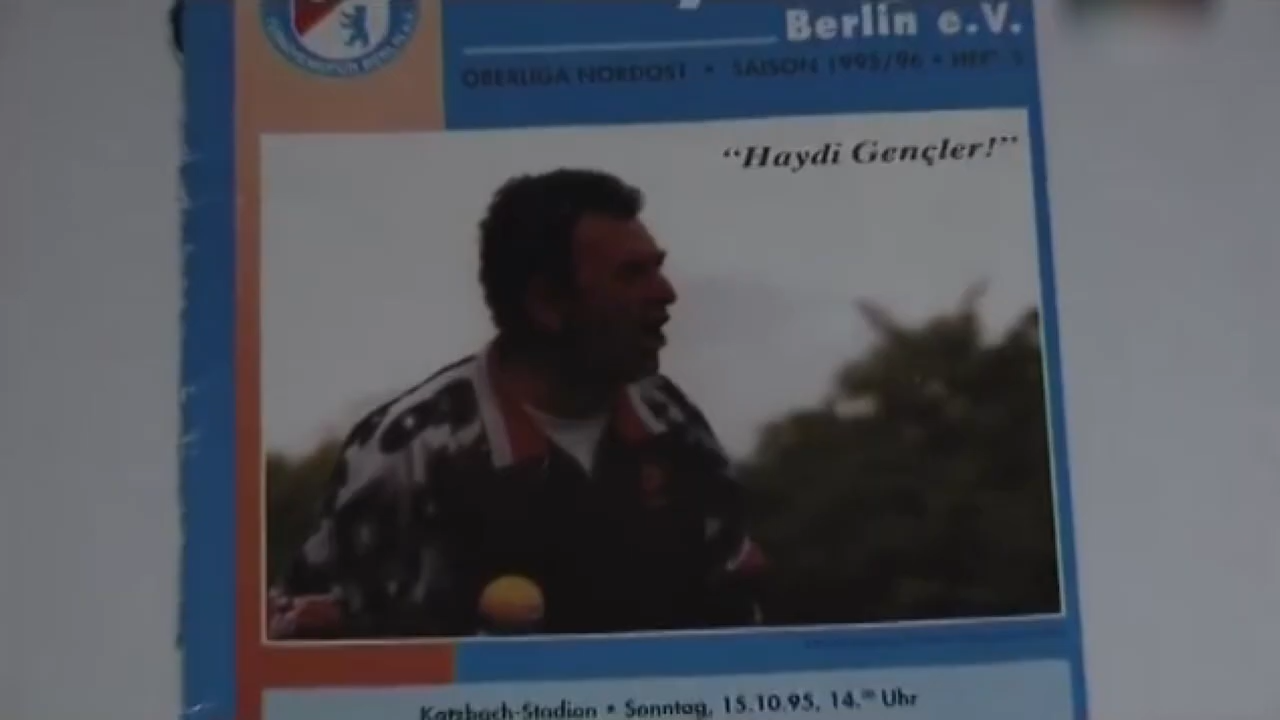 Berlin e.V.
OBERLIGA NORDOST • SAISON 1995/96 •
“Haydi Gençler!”
Katzbach-Stadion • Sonntag, 15.10.95, 14.⁰⁰ Uhr